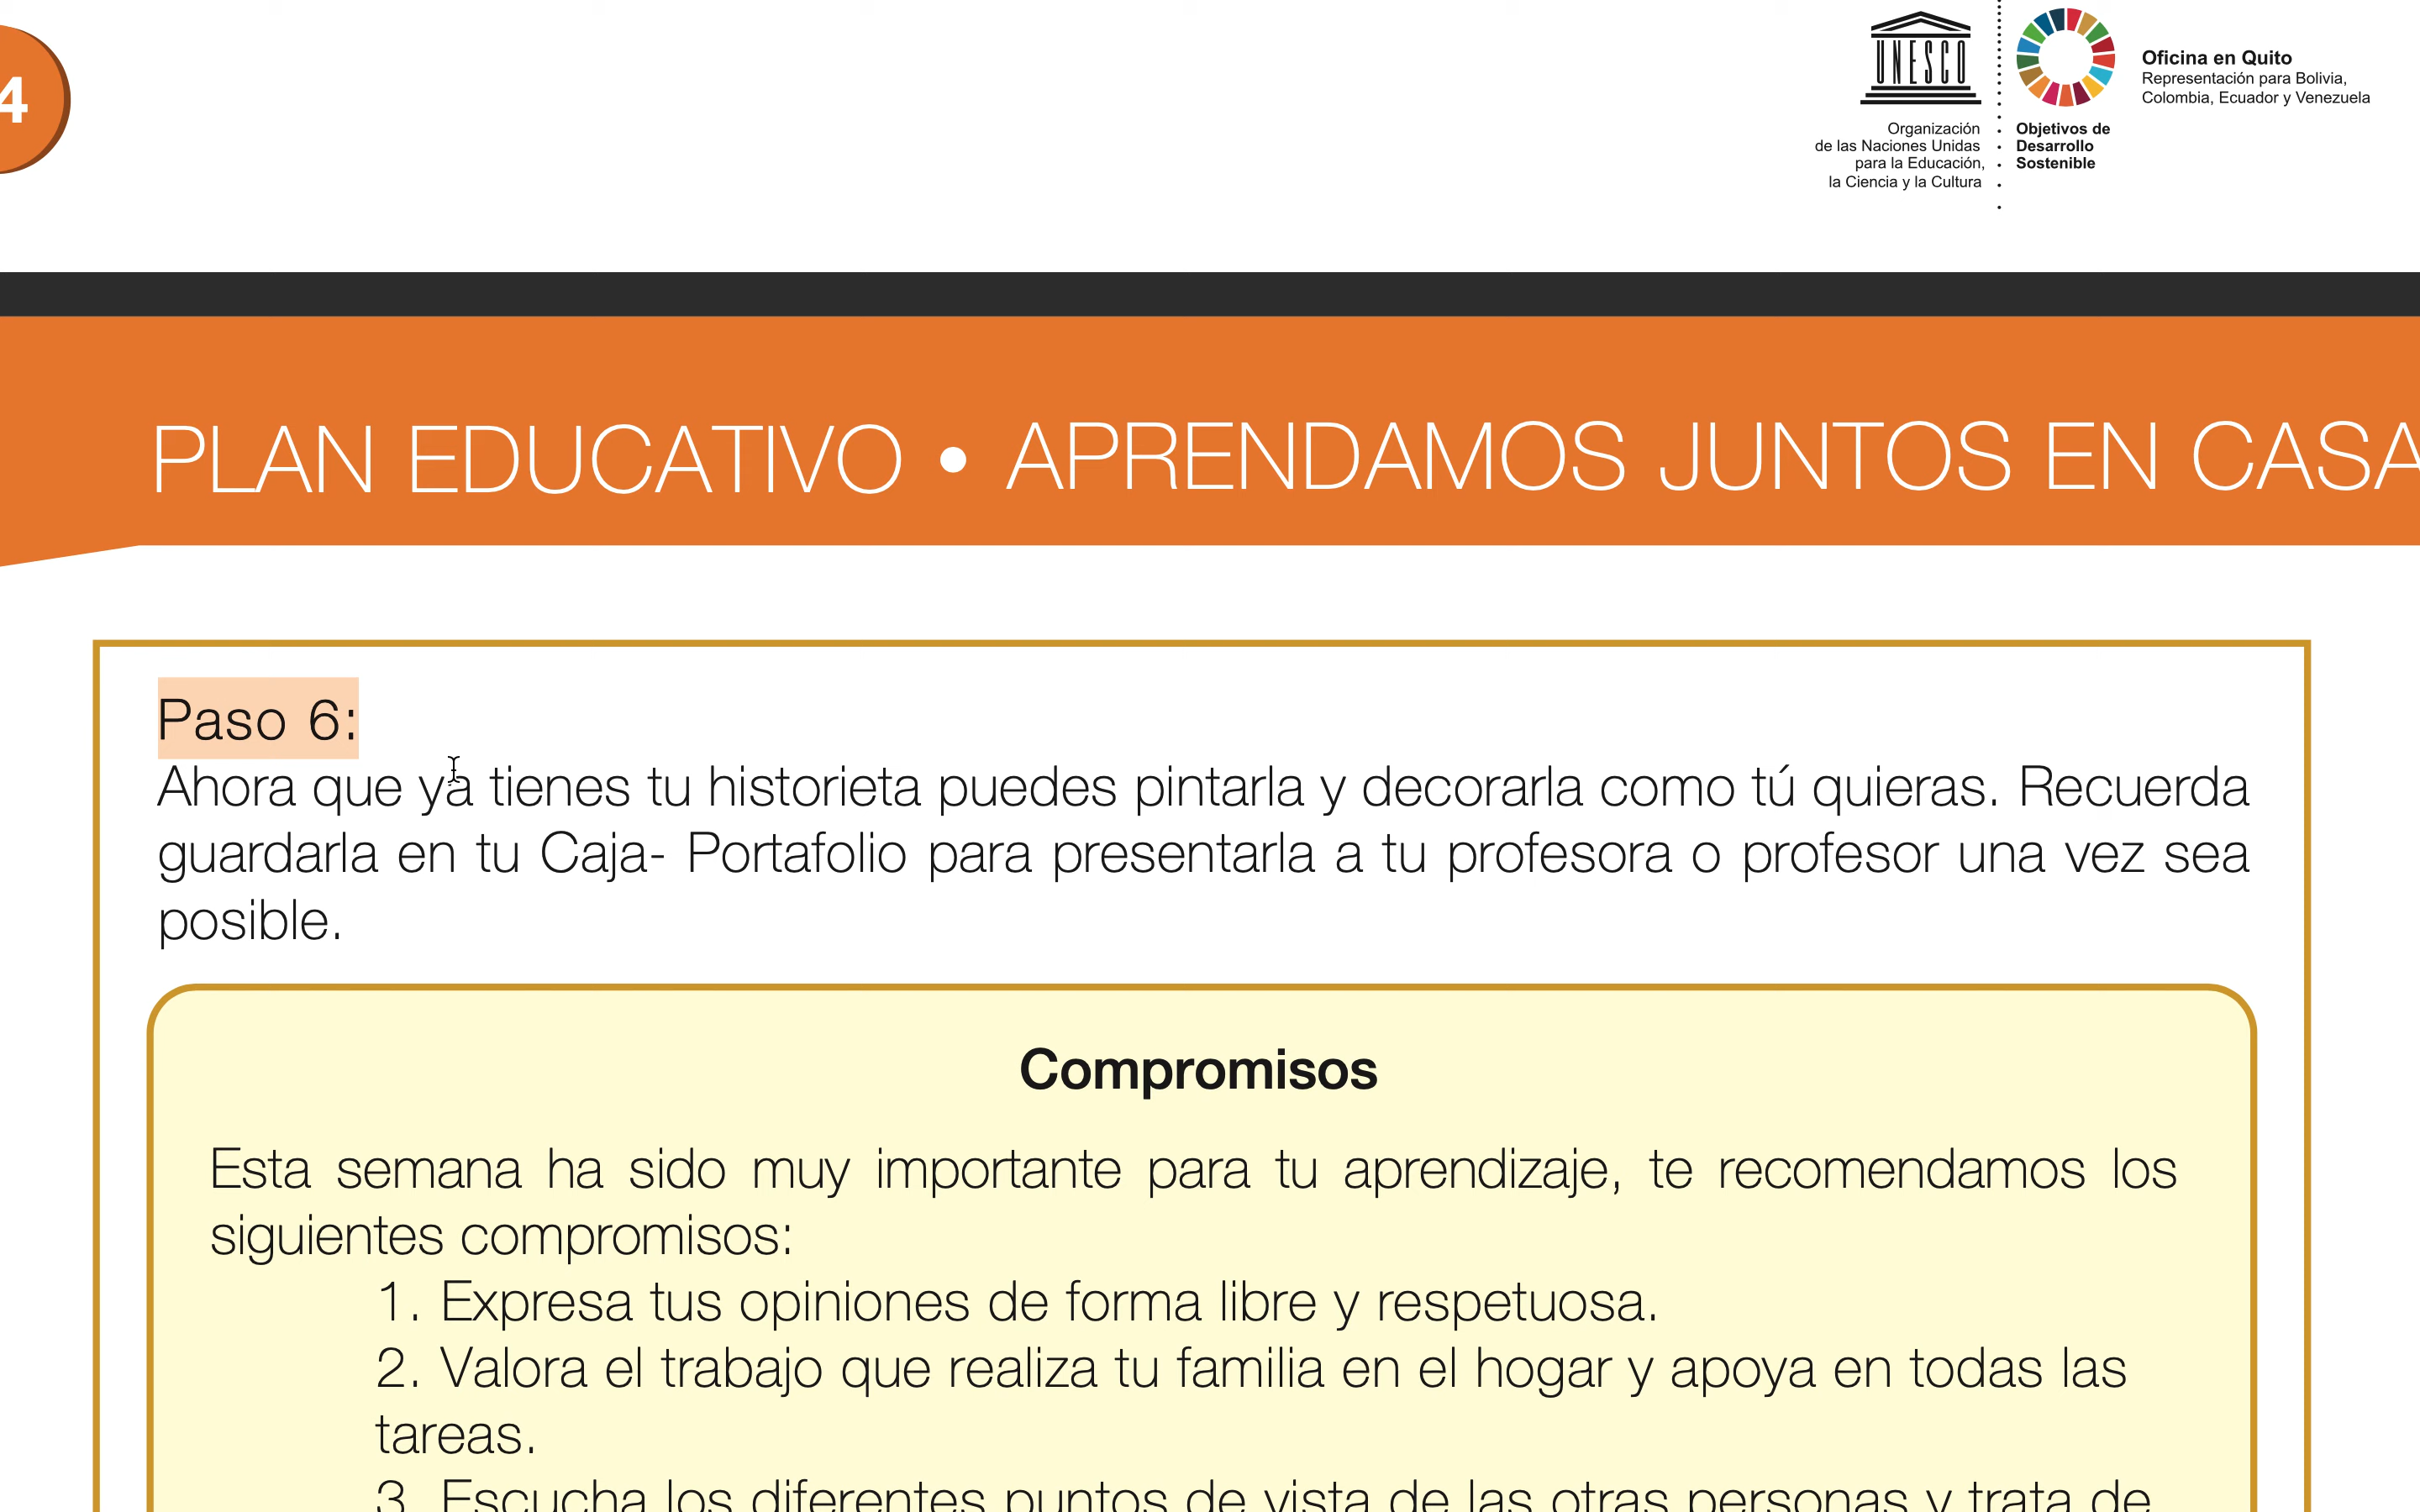 4
UNESCO
Organización
de las Naciones Unidas
para la Educación,
la Ciencia y la Cultura
Objetivos de
Desarrollo
Sostenible
Oficina en Quito
Representación para Bolivia,
Colombia, Ecuador y Venezuela
PLAN EDUCATIVO • APRENDAMOS JUNTOS EN CASA
Paso 6:
Ahora que ya tienes tu historieta puedes pintarla y decorarla como tú quieras. Recuerda
guardarla en tu Caja- Portafolio para presentarla a tu profesora o profesor una vez sea
posible.
Compromisos
Esta semana ha sido muy importante para tu aprendizaje, te recomendamos los
siguientes compromisos:
1. Expresa tus opiniones de forma libre y respetuosa.
2. Valora el trabajo que realiza tu familia en el hogar y apoya en todas las
tareas.
3. Escucha los diferentes puntos de vista de las otras personas y trata de